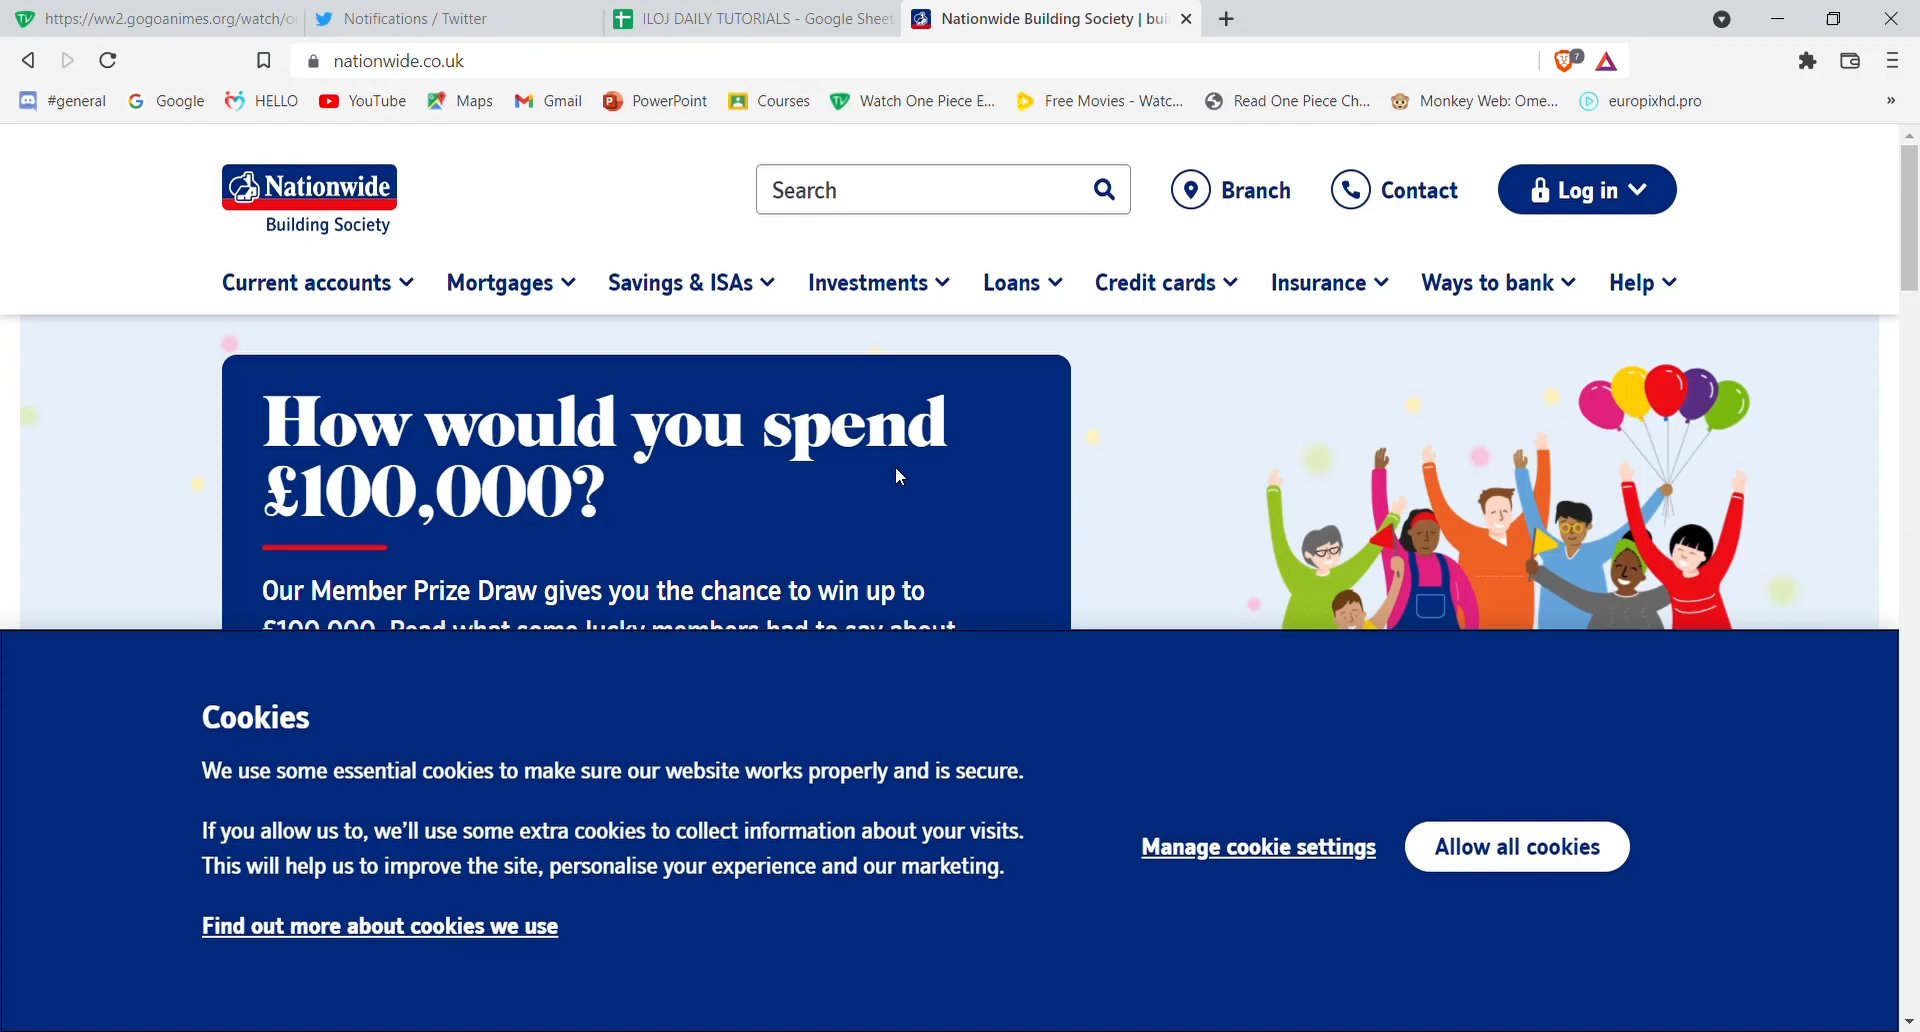 https://ww2.gogoanimes.org/watch/o
Notifications / Twitter
ILOJ DAILY TUTORIALS - Google Sheet
Nationwide Building Society | bui
nationwide.co.uk
7
#general
Google
HELLO
YouTube
Maps
Gmail
PowerPoint
Courses
Watch One Piece E...
Free Movies - Watc...
Read One Piece Ch...
Monkey Web: Ome...
europixhd.pro
»
Nationwide
Building Society
Search
Branch
Contact
Log in
Current accounts
Mortgages
Savings & ISAs
Investments
Loans
Credit cards
Insurance
Ways to bank
Help
How would you spend
£100,000?
Our Member Prize Draw gives you the chance to win up to
£100,000. Read what some lucky members had to say about
Cookies
We use some essential cookies to make sure our website works properly and is secure.
If you allow us to, we'll use some extra cookies to collect information about your visits.
This will help us to improve the site, personalise your experience and our marketing.
Find out more about cookies we use
Manage cookie settings
Allow all cookies